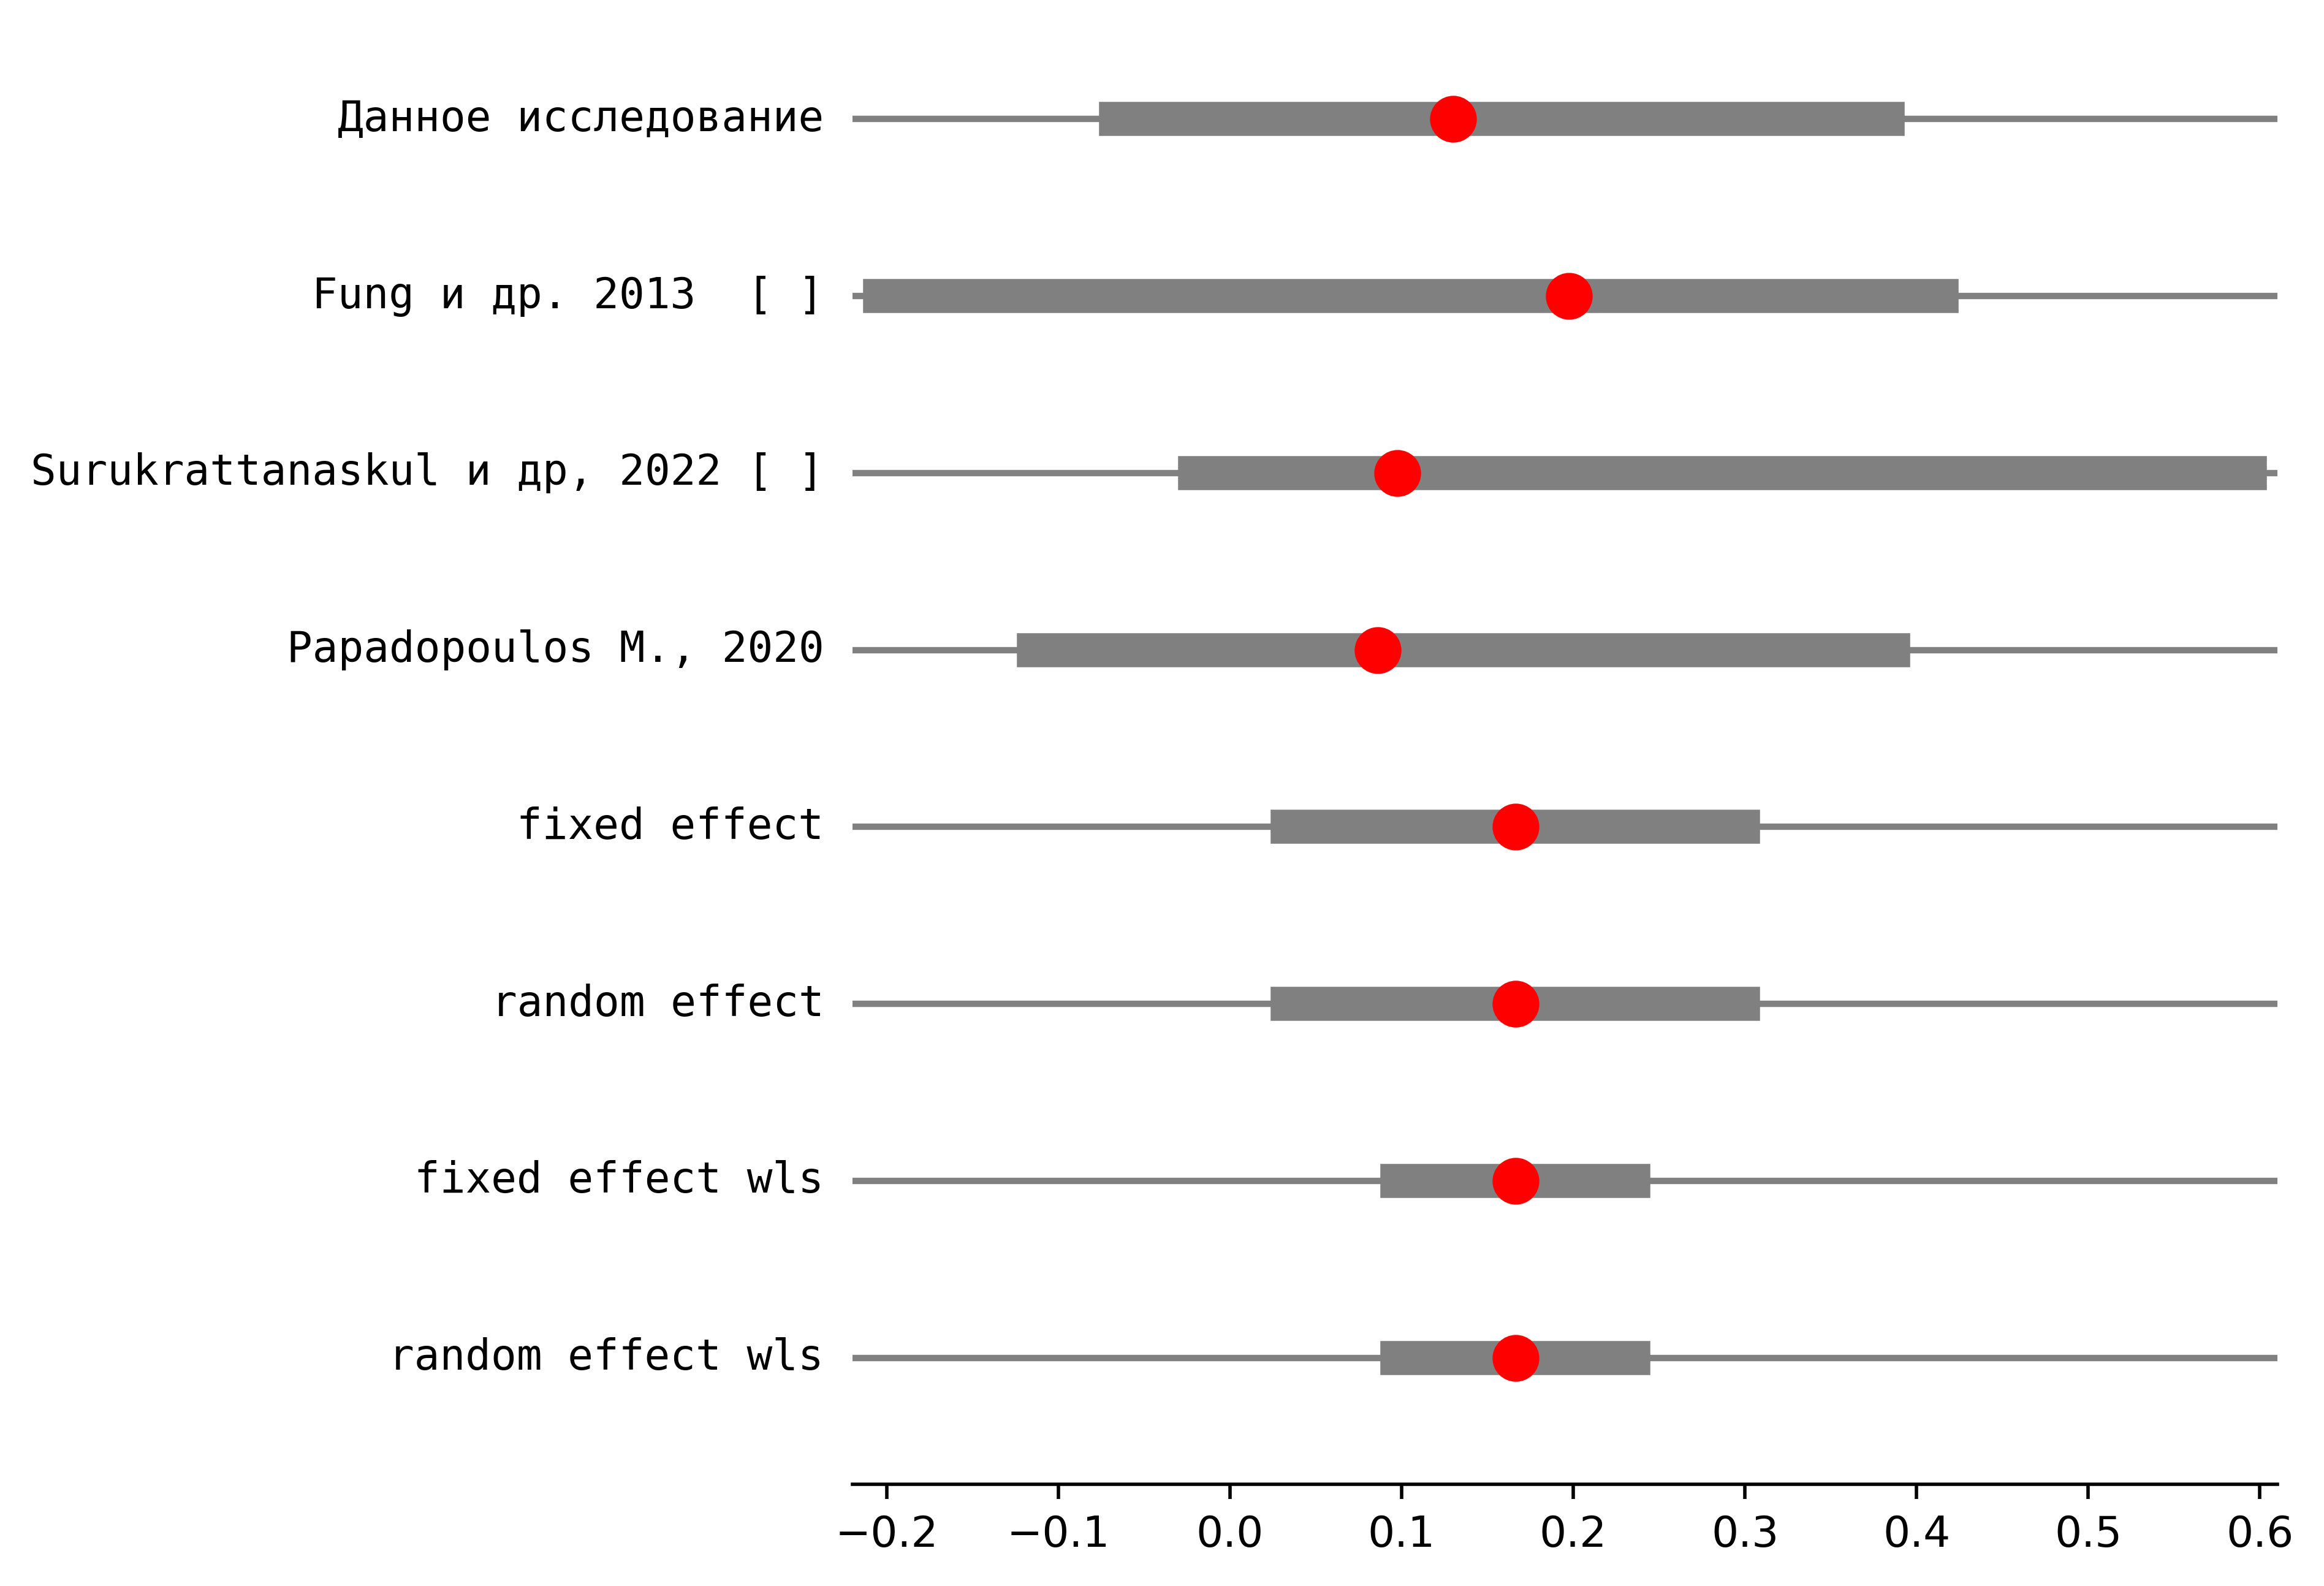 Данное исследование
Fung и др. 2013  [ ]
Surukrattanaskul и др, 2022 [ ]
Papadopoulos M., 2020
fixed effect
random effect
fixed effect wls
random effect wls
−0.2 −0.1 0.0 0.1 0.2 0.3 0.4 0.5 0.6